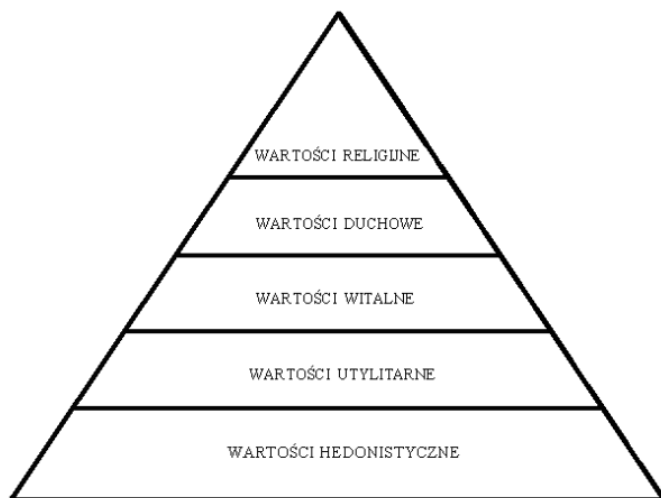 WARTOŚCI RELIGIJNE
WARTOŚCI DUCHOWE
WARTOŚCI WITALNE
WARTOŚCI UTYLITARNE
WARTOŚCI HEDONISTYCZNE